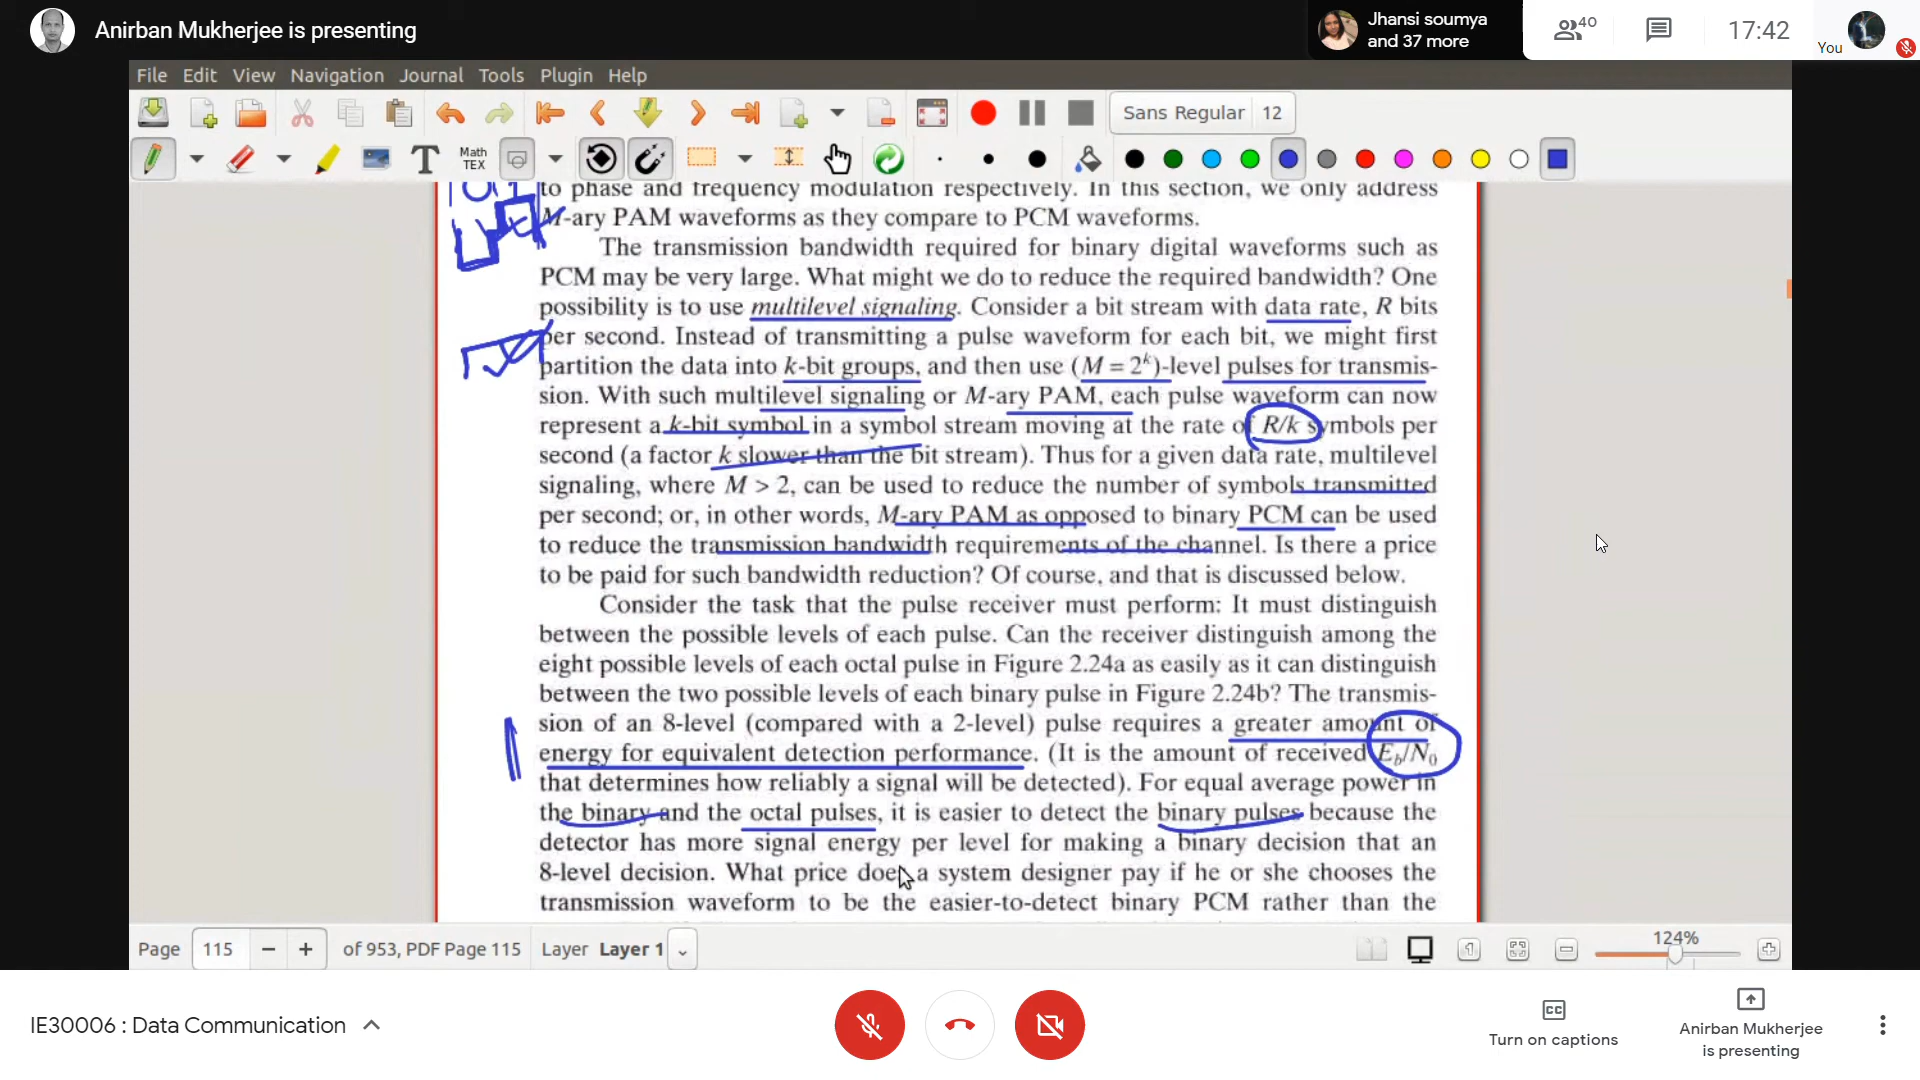 Anirban Mukherjee is presenting
Jhansi soumya
and 37 more
40
17:42
You
File Edit View Navigation Journal Tools Plugin Help
Sans Regular 12
Math
TEX
to phase and frequency modulation respectively. In this section, we only address
M-ary PAM waveforms as they compare to PCM waveforms.
The transmission bandwidth required for binary digital waveforms such as
PCM may be very large. What might we do to reduce the required bandwidth? One
possibility is to use multilevel signaling. Consider a bit stream with data rate, R bits
per second. Instead of transmitting a pulse waveform for each bit, we might first
partition the data into k-bit groups, and then use (M = 2^k)-level pulses for transmis-
sion. With such multilevel signaling or M-ary PAM, each pulse waveform can now
represent a k-bit symbol in a symbol stream moving at the rate of R/k symbols per
second (a factor k slower than the bit stream). Thus for a given data rate, multilevel
signaling, where M > 2, can be used to reduce the number of symbols transmitted
per second; or, in other words, M-ary PAM as opposed to binary PCM can be used
to reduce the transmission bandwidth requirements of the channel. Is there a price
to be paid for such bandwidth reduction? Of course, and that is discussed below.
Consider the task that the pulse receiver must perform: It must distinguish
between the possible levels of each pulse. Can the receiver distinguish among the
eight possible levels of each octal pulse in Figure 2.24a as easily as it can distinguish
between the two possible levels of each binary pulse in Figure 2.24b? The transmis-
sion of an 8-level (compared with a 2-level) pulse requires a greater amount of
energy for equivalent detection performance. (It is the amount of received E_b/N_0
that determines how reliably a signal will be detected). For equal average power in
the binary and the octal pulses, it is easier to detect the binary pulses because the
detector has more signal energy per level for making a binary decision that an
8-level decision. What price does a system designer pay if he or she chooses the
transmission waveform to be the easier-to-detect binary PCM rather than the
Page 115 − + of 953, PDF Page 115 Layer Layer 1
124%
IE30006 : Data Communication
Turn on captions
Anirban Mukherjee
is presenting